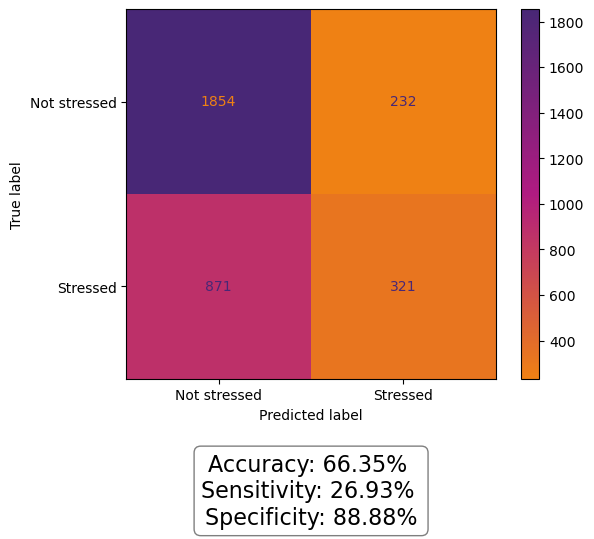 1800
1600
1400
1200
1000
800
600
400
True label
Not stressed
1854
232
Stressed
871
321
Not stressed
Stressed
Predicted label
Accuracy: 66.35%
Sensitivity: 26.93%
Specificity: 88.88%